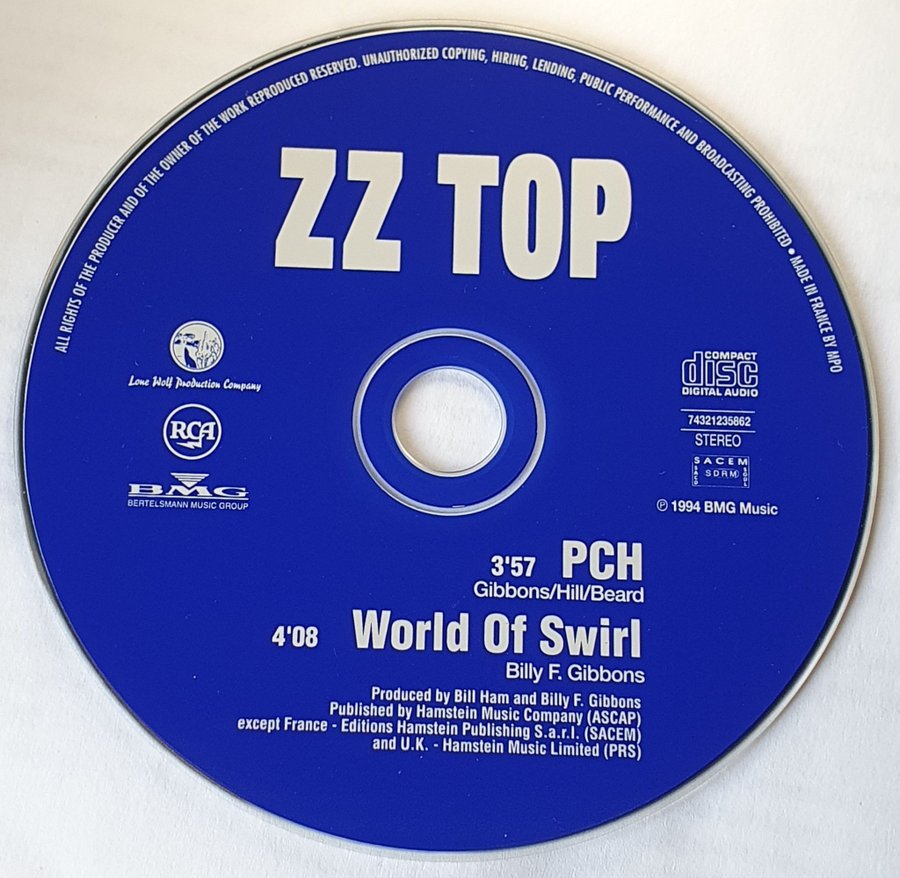 ALL RIGHTS OF THE PRODUCER AND OF THE OWNER OF THE WORK REPRODUCED RESERVED. UNAUTHORIZED COPYING, HIRING, LENDING, PUBLIC PERFORMANCE AND BROADCASTING PROHIBITED • MADE IN FRANCE BY MPO
ZZ TOP
Lone Wolf Production Company
RCA
BMG
BERTELSMANN MUSIC GROUP
COMPACT
disc
DIGITAL AUDIO
74321235862
STEREO
SACEM
SACD SDRM SGDL
℗ 1994 BMG Music
3'57 PCH
Gibbons/Hill/Beard
4'08 World Of Swirl
Billy F. Gibbons
Produced by Bill Ham and Billy F. Gibbons
Published by Hamstein Music Company (ASCAP)
except France - Editions Hamstein Publishing S.a.r.l. (SACEM)
and U.K. - Hamstein Music Limited (PRS)